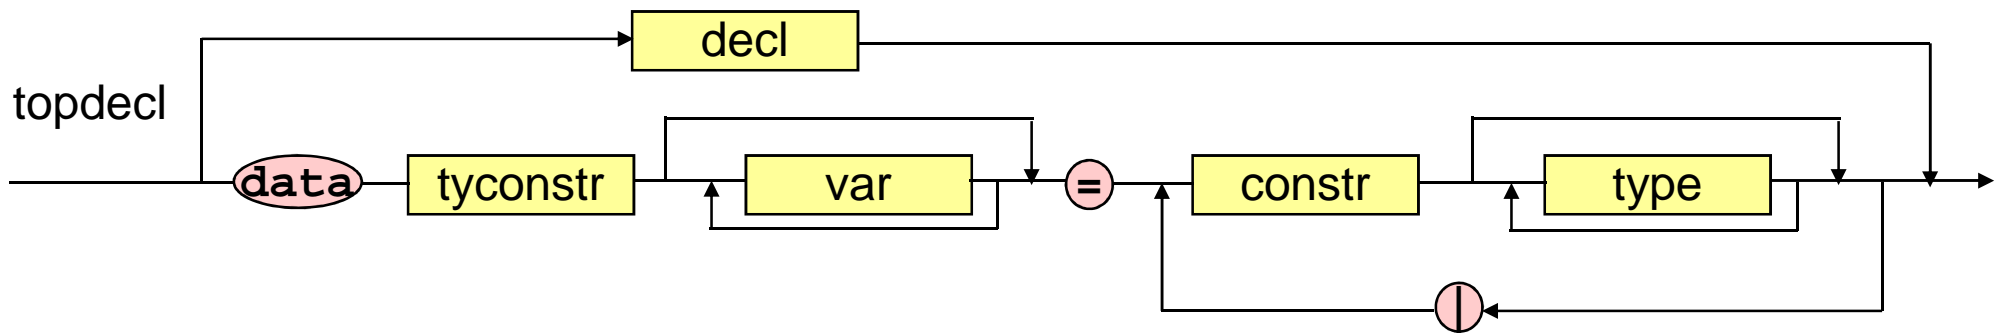 decl
topdecl
data tyconstr var = constr type
|